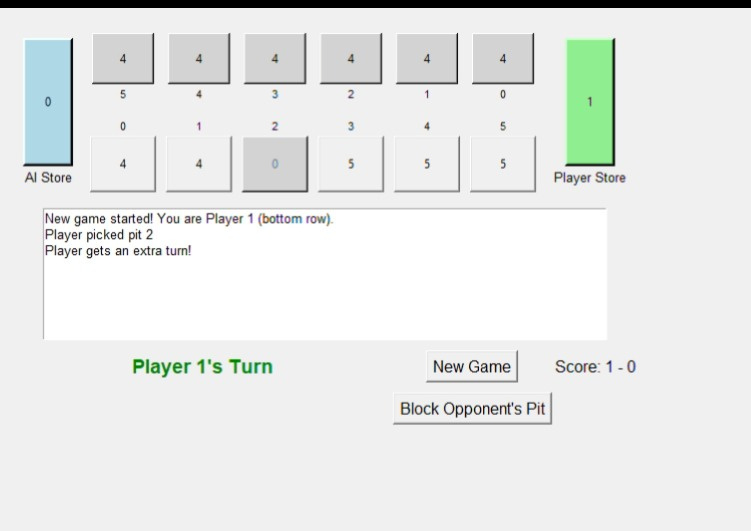 4 4 4 4 4 4
0 5 4 3 2 1 0 1
0 1 2 3 4 5
4 4 0 5 5 5
AI Store Player Store
New game started! You are Player 1 (bottom row).
Player picked pit 2
Player gets an extra turn!
Player 1's Turn New Game Score: 1 - 0
Block Opponent's Pit